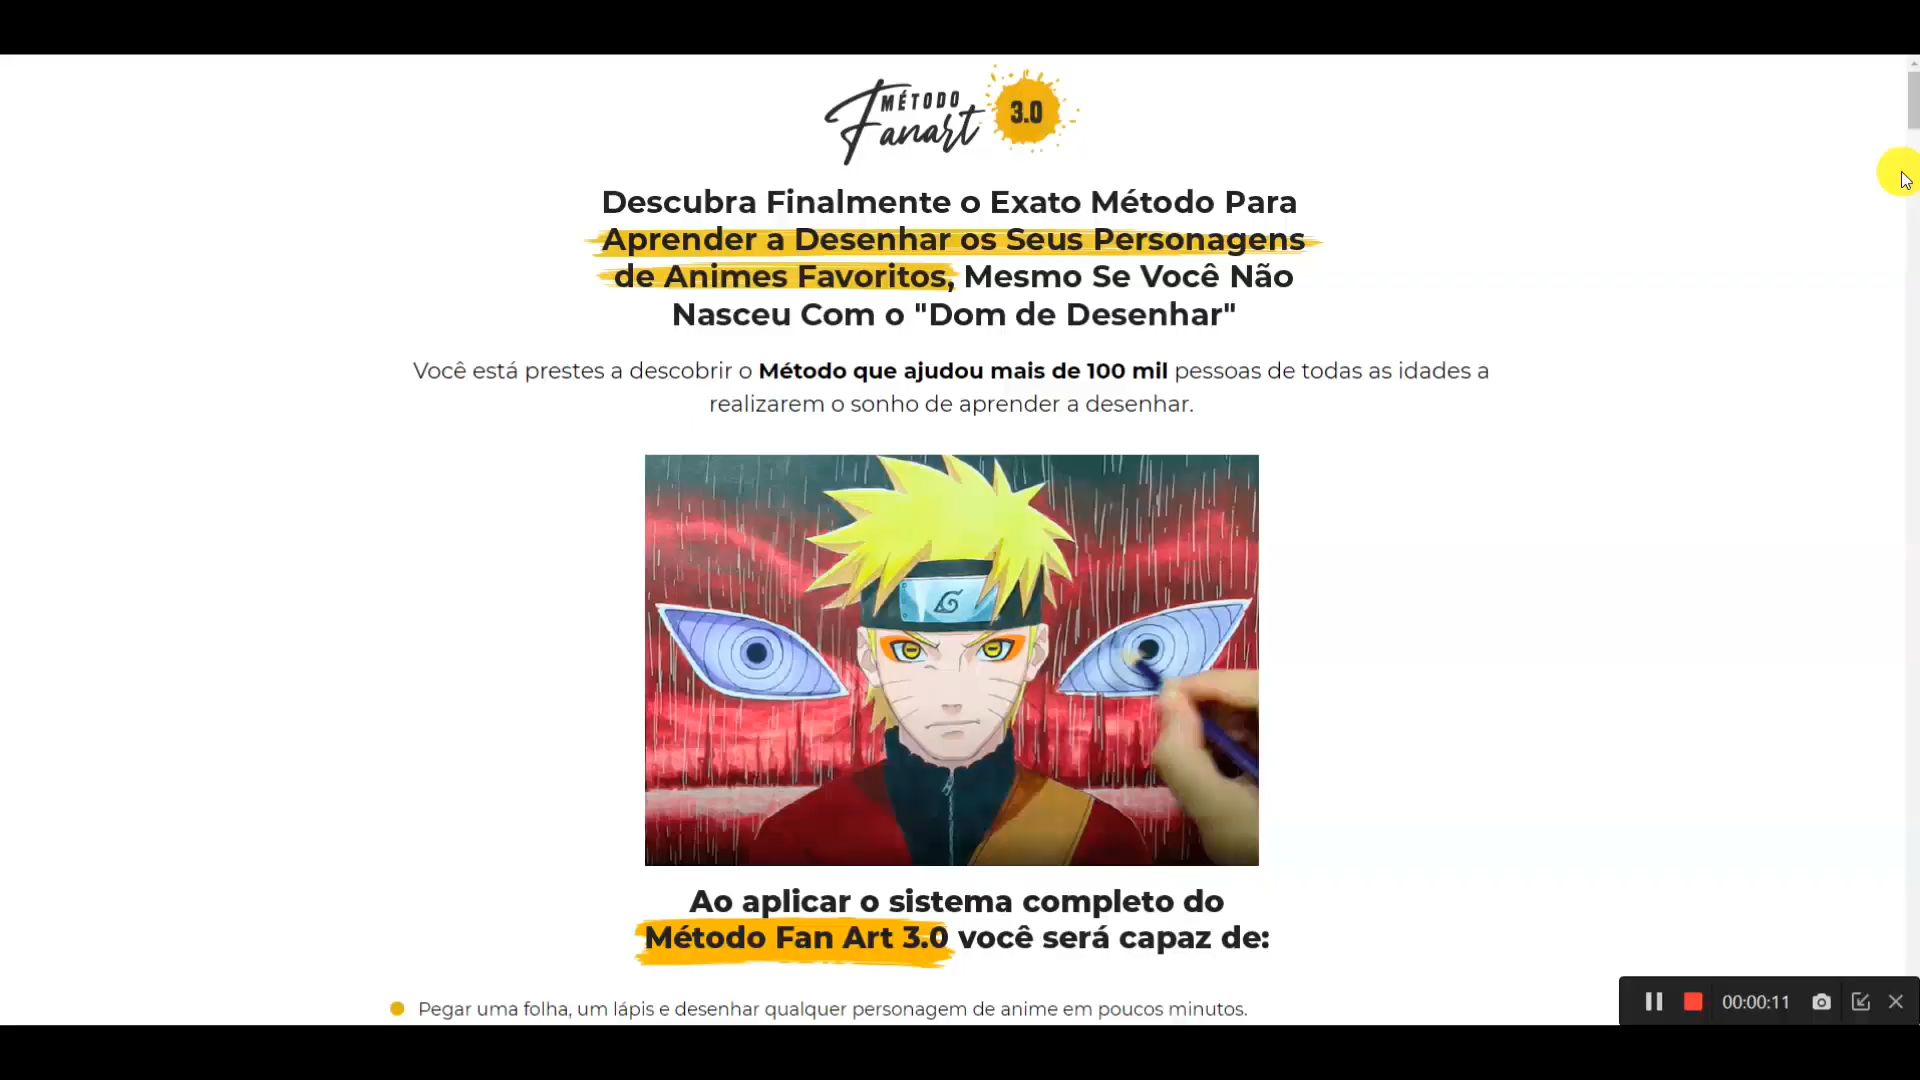 MÉTODO
Fanart
3.0
Descubra Finalmente o Exato Método Para
Aprender a Desenhar os Seus Personagens
de Animes Favoritos, Mesmo Se Você Não
Nasceu Com o "Dom de Desenhar"
Você está prestes a descobrir o Método que ajudou mais de 100 mil pessoas de todas as idades a
realizarem o sonho de aprender a desenhar.
Ao aplicar o sistema completo do
Método Fan Art 3.0 você será capaz de:
Pegar uma folha, um lápis e desenhar qualquer personagem de anime em poucos minutos.
00:00:11